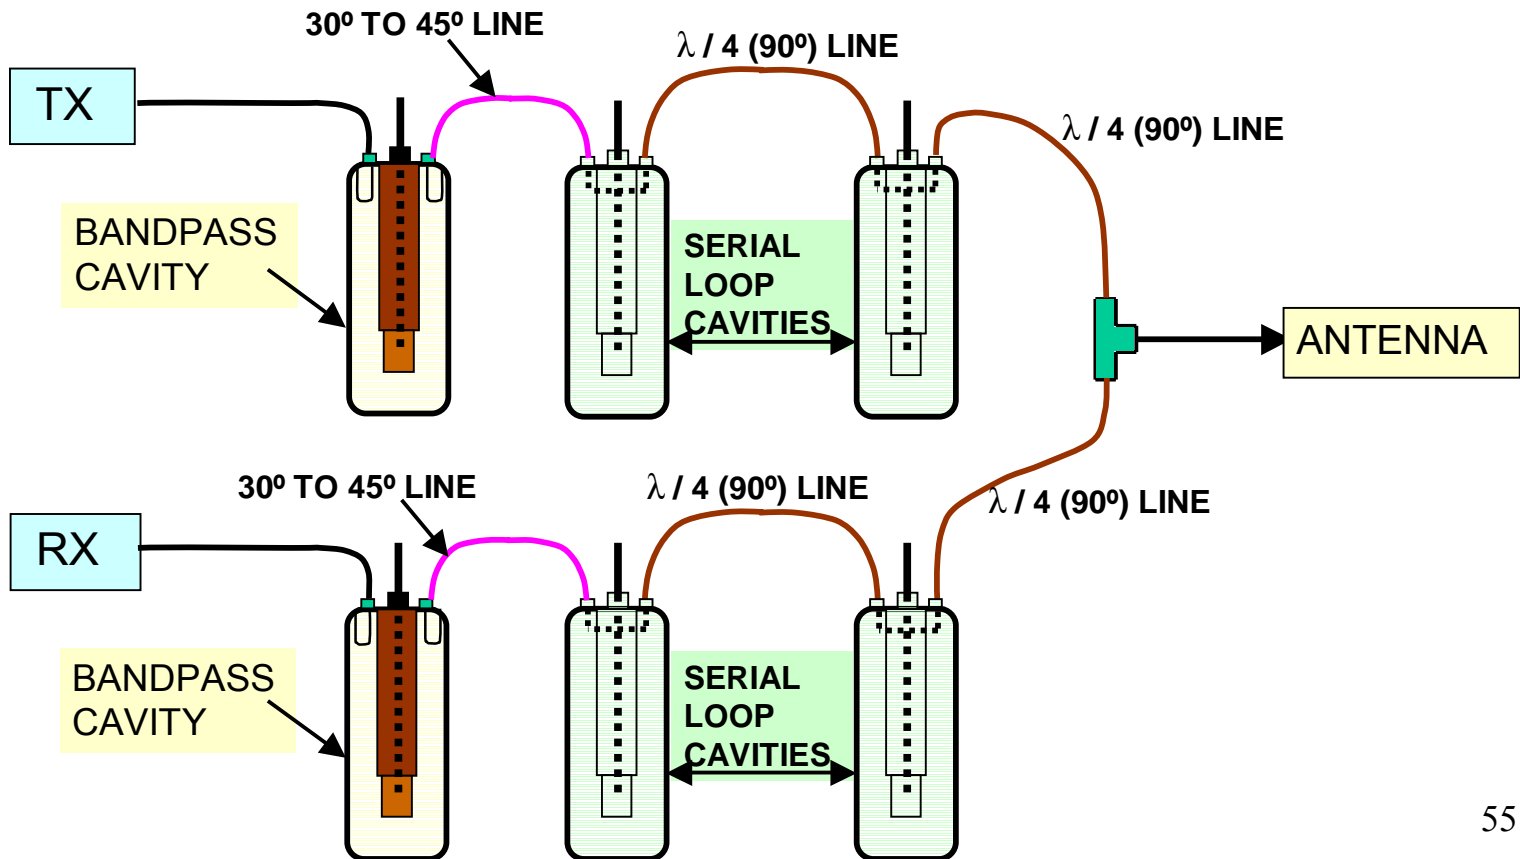 30º TO 45º LINE
λ / 4 (90º) LINE
TX
λ / 4 (90º) LINE
BANDPASS
CAVITY
SERIAL
LOOP
CAVITIES
ANTENNA
30º TO 45º LINE
λ / 4 (90º) LINE
λ / 4 (90º) LINE
RX
BANDPASS
CAVITY
SERIAL
LOOP
CAVITIES
55